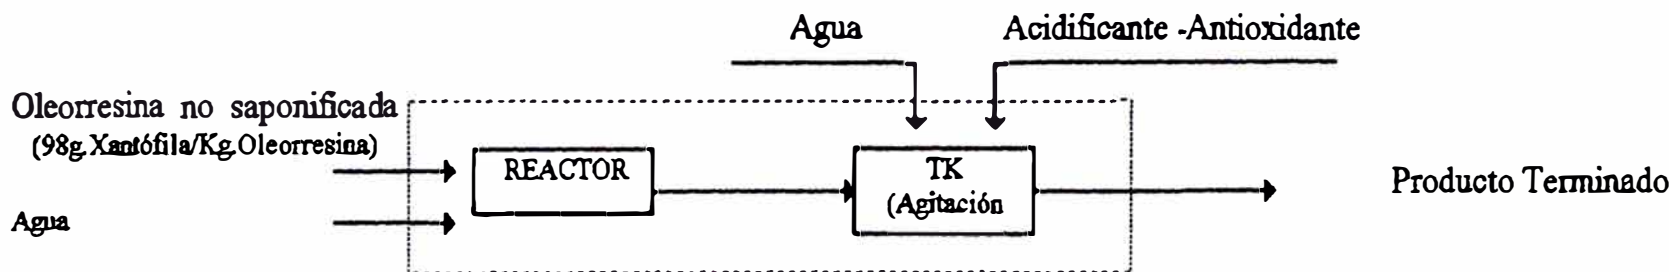 Agua
Acidificante -Antioxidante
Oleorresina no saponificada
(98g.Xantófila/Kg.Oleorresina)
REACTOR
TK
(Agitación
Producto Terminado
Agua